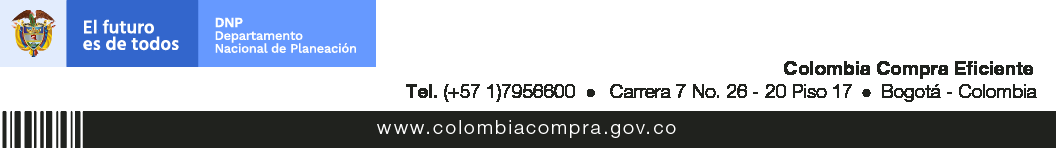 El futuro
es de todos
DNP
Departamento
Nacional de Planeación
Colombia Compra Eficiente
Tel. (+57 1)7956600 ● Carrera 7 No. 26 - 20 Piso 17 ● Bogotá - Colombia
www.colombiacompra.gov.co